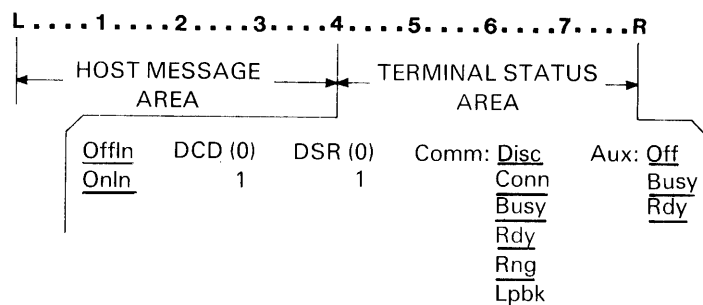 L....1....2....3....4....5....6....7....R
HOST MESSAGE AREA
TERMINAL STATUS AREA
OffIn DCD (0) DSR (0) Comm: Disc Aux: Off
OnIn 1 1 Conn Busy
Busy Rdy
Rdy
Rng
Lpbk